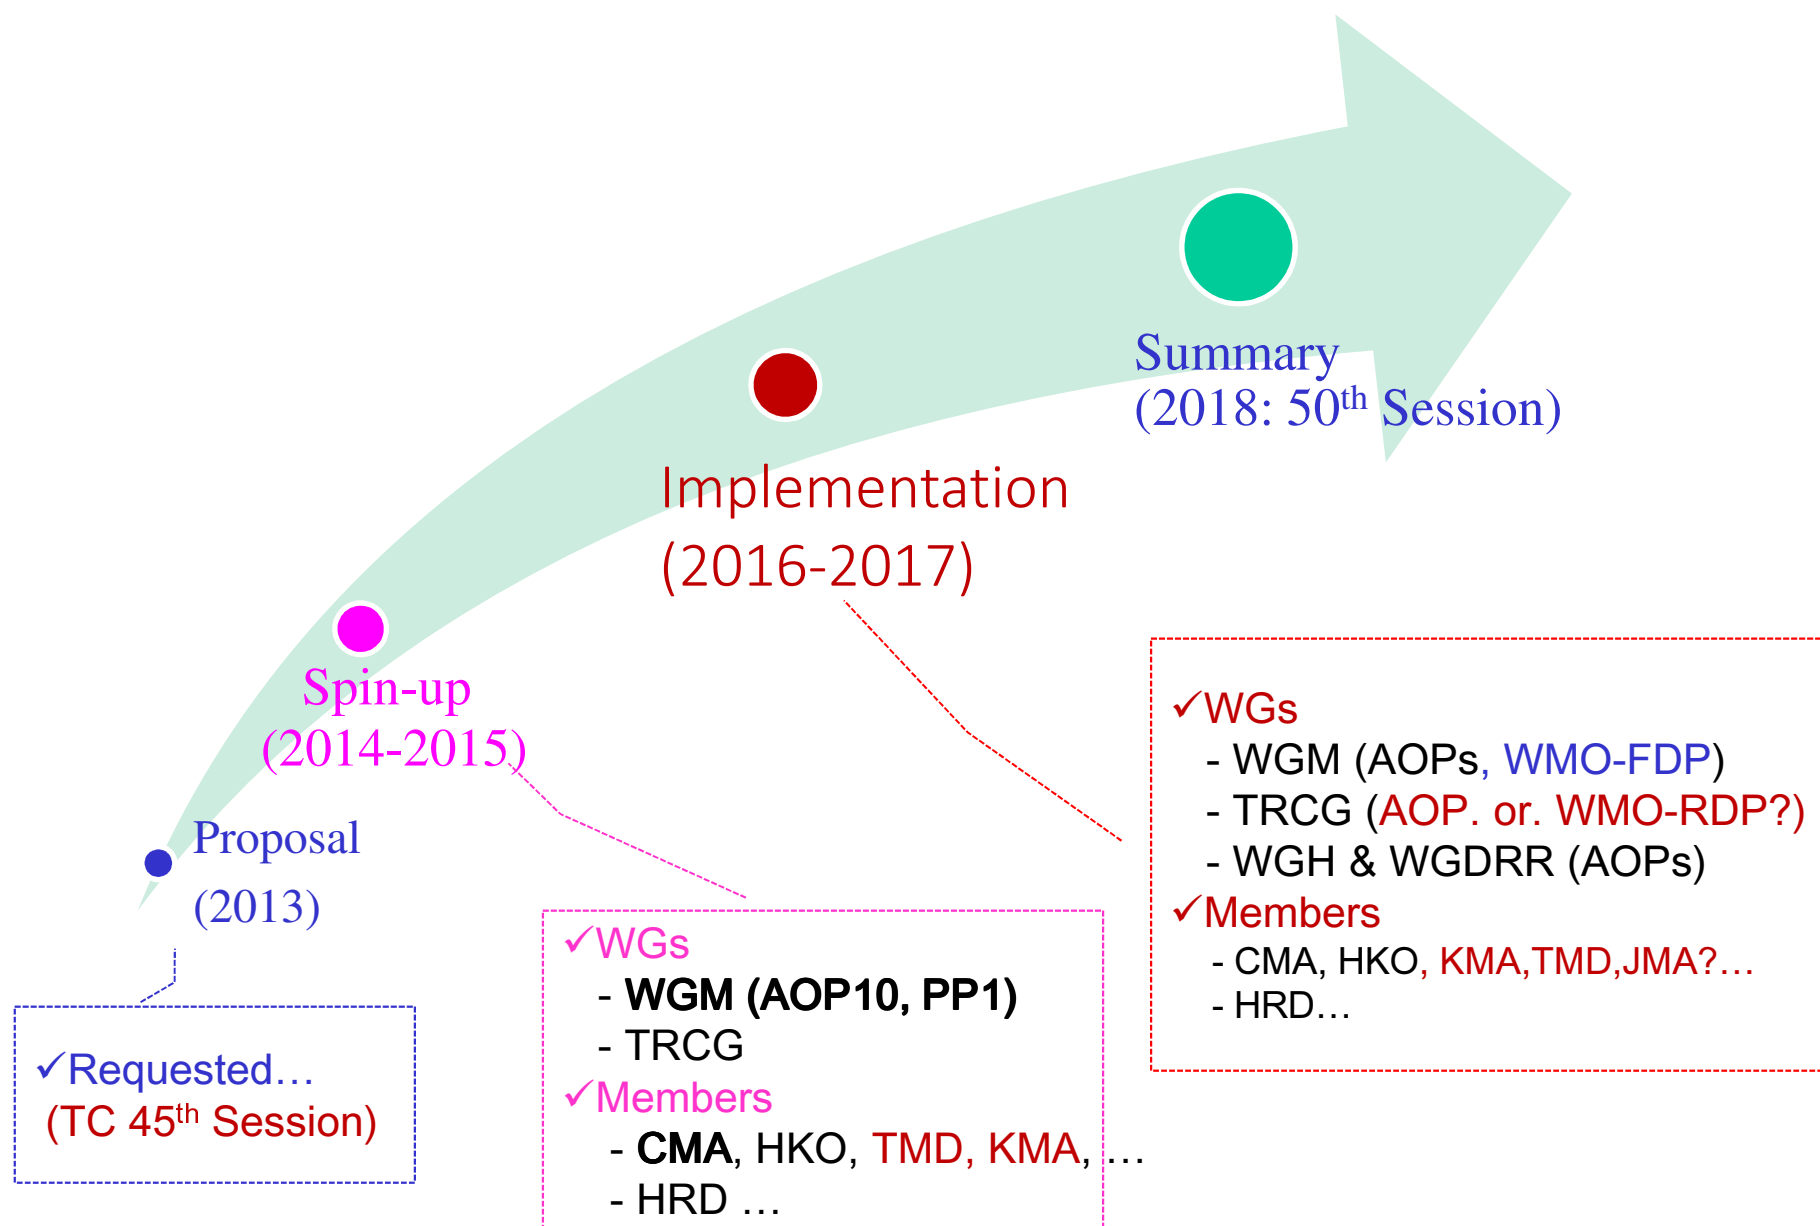 Summary
(2018: 50th Session)
Implementation
(2016-2017)
Spin-up
(2014-2015)
Proposal
(2013)
✓Requested…
(TC 45th Session)
✓WGs
- WGM (AOP10, PP1)
- TRCG
✓Members
- CMA, HKO, TMD, KMA, …
- HRD …
✓WGs
- WGM (AOPs, WMO-FDP)
- TRCG (AOP. or. WMO-RDP?)
- WGH & WGDRR (AOPs)
✓Members
- CMA, HKO, KMA,TMD,JMA?…
- HRD…